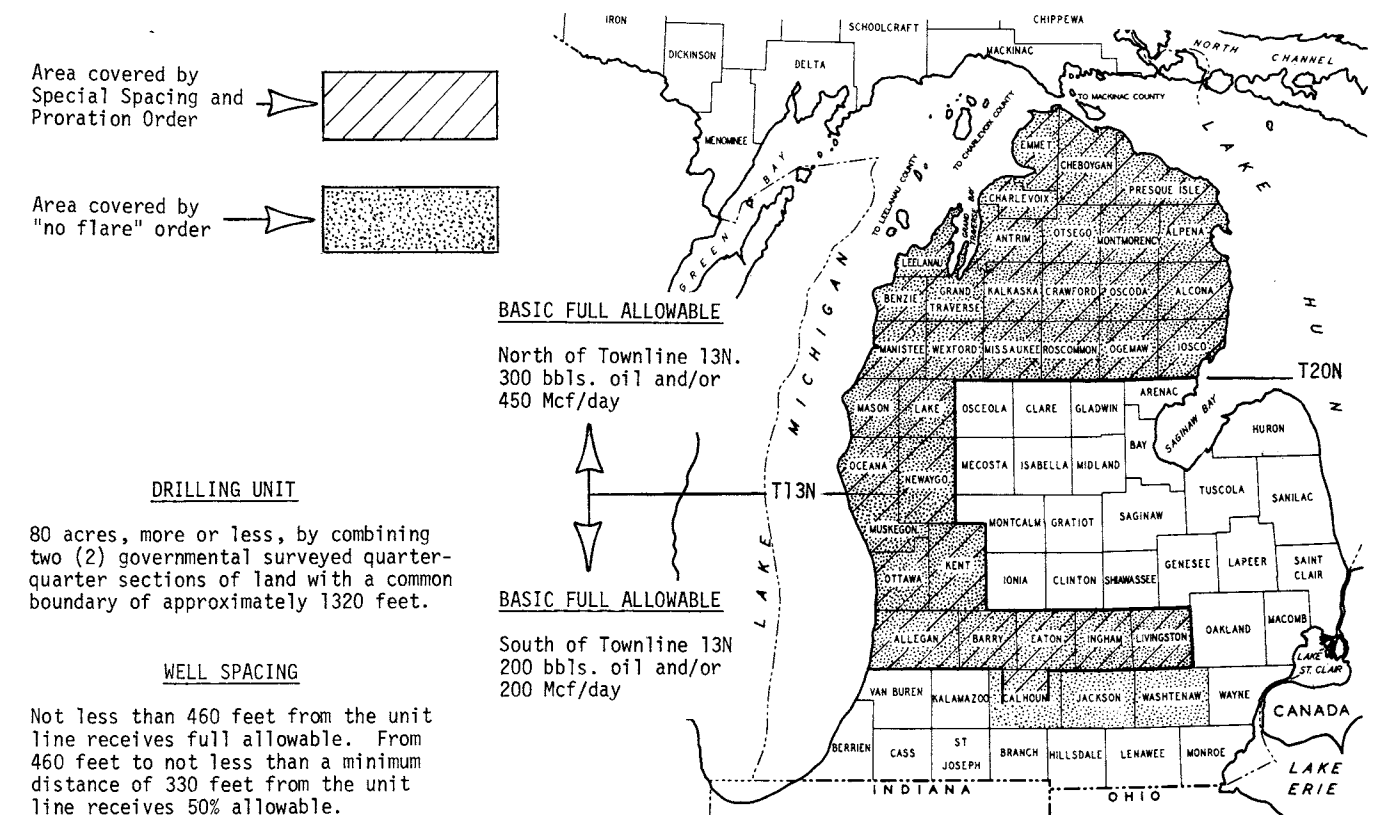 Area covered by
Special Spacing and
Proration Order
Area covered by
"no flare" order
DRILLING UNIT
80 acres, more or less, by combining
two (2) governmental surveyed quarter-
quarter sections of land with a common
boundary of approximately 1320 feet.
WELL SPACING
Not less than 460 feet from the unit
line receives full allowable. From
460 feet to not less than a minimum
distance of 330 feet from the unit
line receives 50% allowable.
BASIC FULL ALLOWABLE
North of Townline 13N.
300 bbls. oil and/or
450 Mcf/day
BASIC FULL ALLOWABLE
South of Townline 13N
200 bbls. oil and/or
200 Mcf/day
IRON
DICKINSON
MENOMINEE
DELTA
SCHOOLCRAFT
CHIPPEWA
MACKINAC
NORTH
CHANNEL
TO MACKINAC COUNTY
TO CHARLEVOIX COUNTY
TO LEELANAU COUNTY
GREEN BAY
LAKE MICHIGAN
LAKE
HURON
GRAND
TRAVERSE BAY
EMMET
CHEBOYGAN
PRESQUE ISLE
CHARLEVOIX
ANTRIM
OTSEGO
MONTMORENCY
ALPENA
LEELANAU
BENZIE
GRAND
TRAVERSE
KALKASKA
CRAWFORD
OSCODA
ALCONA
MANISTEE
WEXFORD
MISSAUKEE
ROSCOMMON
OGEMAW
IOSCO
T20N
MASON
LAKE
OSCEOLA
CLARE
GLADWIN
ARENAC
SAGINAW BAY
HURON
BAY
OCEANA
NEWAYGO
MECOSTA
ISABELLA
MIDLAND
T13N
TUSCOLA
SANILAC
MUSKEGON
MONTCALM
GRATIOT
SAGINAW
OTTAWA
KENT
IONIA
CLINTON
SHIAWASSEE
GENESEE
LAPEER
SAINT
CLAIR
ALLEGAN
BARRY
EATON
INGHAM
LIVINGSTON
OAKLAND
MACOMB
LAKE
ST. CLAIR
VAN BUREN
KALAMAZOO
CALHOUN
JACKSON
WASHTENAW
WAYNE
CANADA
BERRIEN
CASS
ST
JOSEPH
BRANCH
HILLSDALE
LENAWEE
MONROE
LAKE
ERIE
INDIANA
OHIO